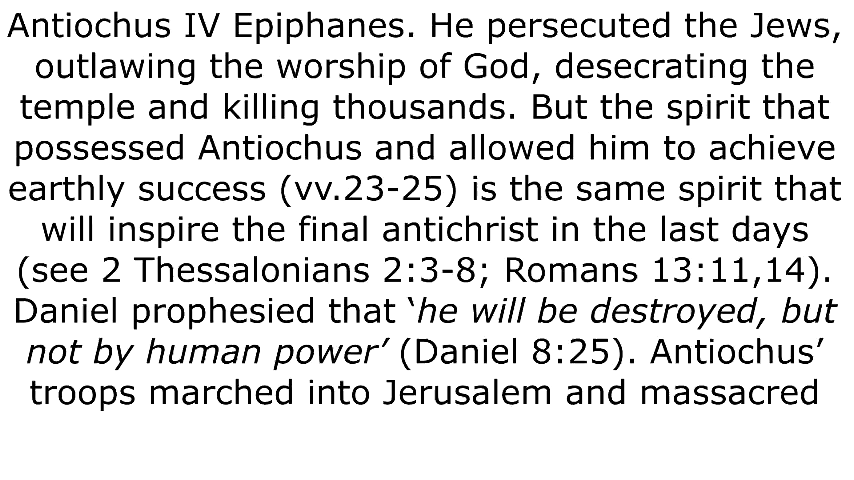 Antiochus IV Epiphanes. He persecuted the Jews,
outlawing the worship of God, desecrating the
temple and killing thousands. But the spirit that
possessed Antiochus and allowed him to achieve
earthly success (vv.23-25) is the same spirit that
will inspire the final antichrist in the last days
(see 2 Thessalonians 2:3-8; Romans 13:11,14).
Daniel prophesied that ‘he will be destroyed, but
not by human power’ (Daniel 8:25). Antiochus’
troops marched into Jerusalem and massacred